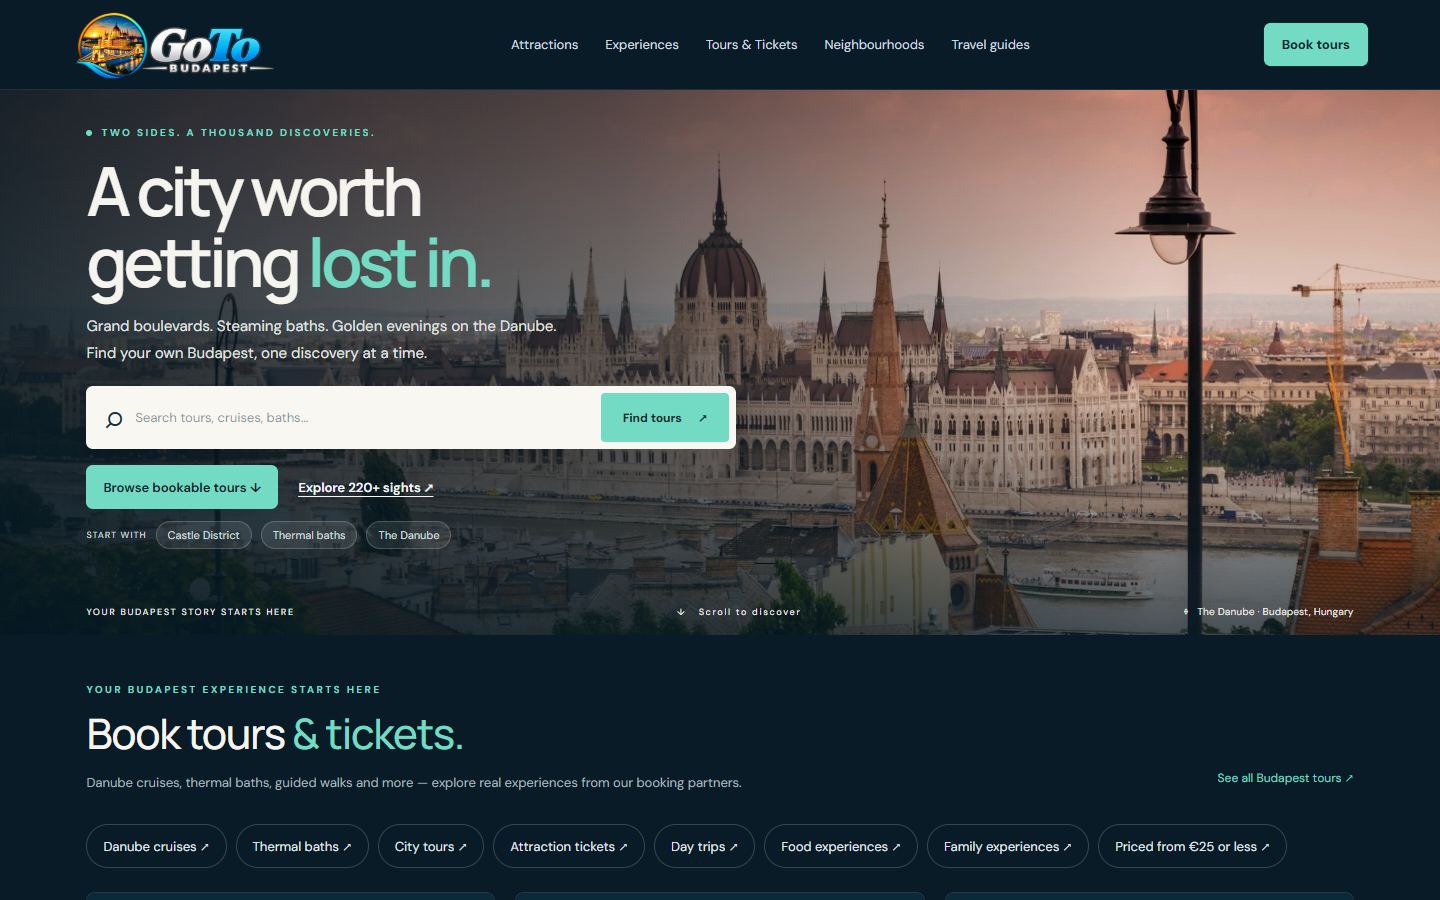 GoTo
BUDAPEST
Attractions
Experiences
Tours & Tickets
Neighbourhoods
Travel guides
Book tours
TWO SIDES. A THOUSAND DISCOVERIES.
A city worth
getting lost in.
Grand boulevards. Steaming baths. Golden evenings on the Danube.
Find your own Budapest, one discovery at a time.
Search tours, cruises, baths...
Find tours ↗
Browse bookable tours ↓
Explore 220+ sights ↗
START WITH
Castle District
Thermal baths
The Danube
YOUR BUDAPEST STORY STARTS HERE
↓ Scroll to discover
The Danube · Budapest, Hungary
YOUR BUDAPEST EXPERIENCE STARTS HERE
Book tours & tickets.
Danube cruises, thermal baths, guided walks and more — explore real experiences from our booking partners.
See all Budapest tours ↗
Danube cruises ↗
Thermal baths ↗
City tours ↗
Attraction tickets ↗
Day trips ↗
Food experiences ↗
Family experiences ↗
Priced from €25 or less ↗